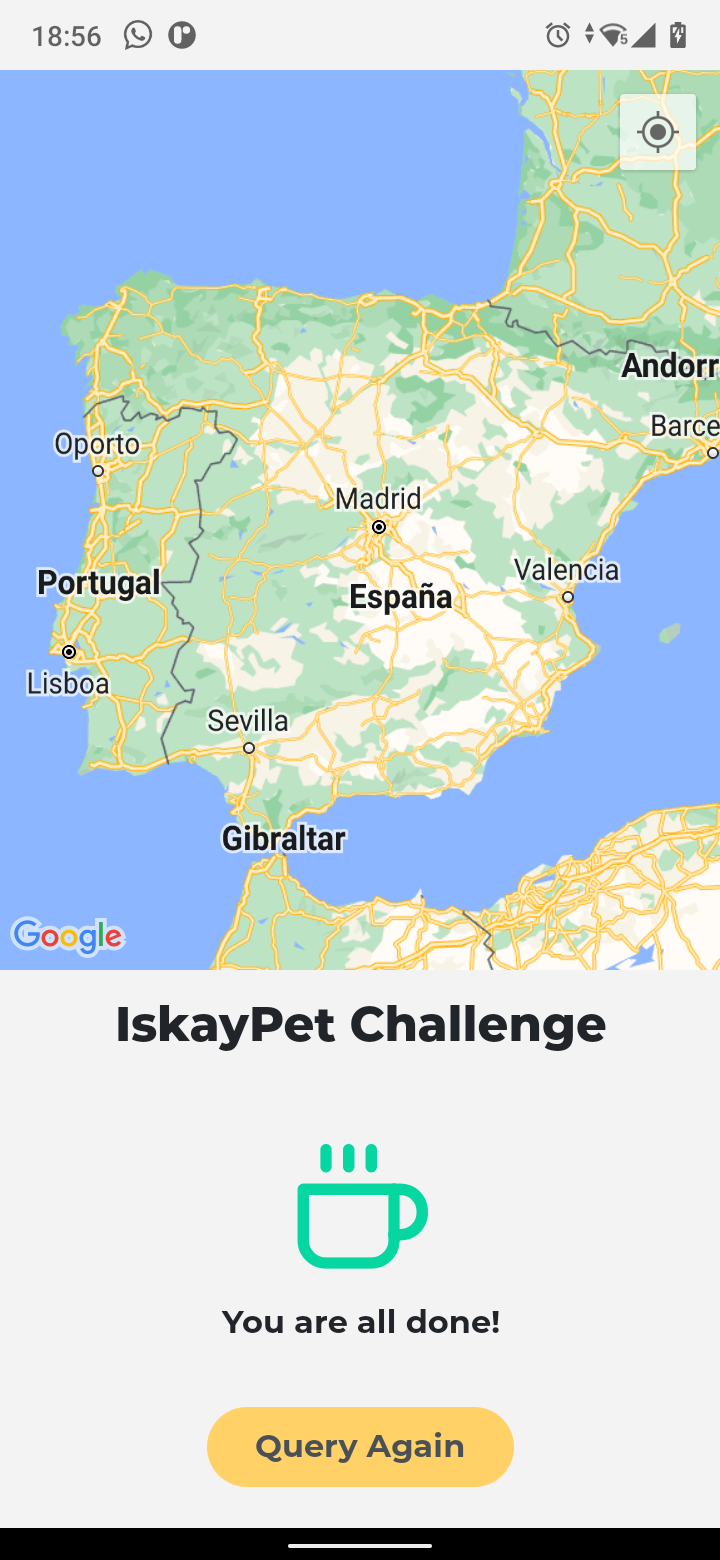 18:56
5
Andorr
Barce
Oporto
Madrid
Valencia
Portugal
España
Lisboa
Sevilla
Gibraltar
Google
IskayPet Challenge
You are all done!
Query Again